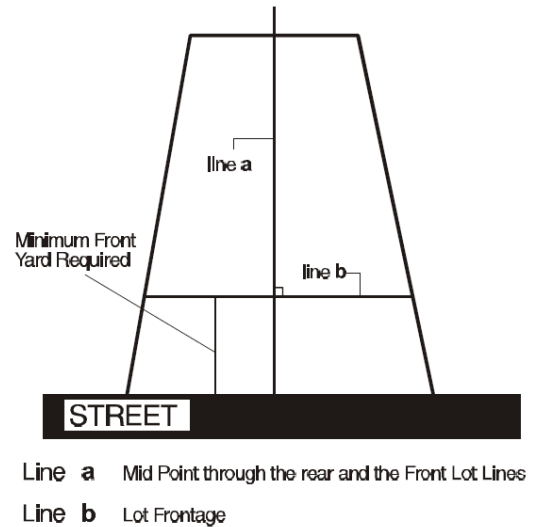 line a
Minimum Front
Yard Required
line b
STREET
Line a Mid Point through the rear and the Front Lot Lines
Line b Lot Frontage